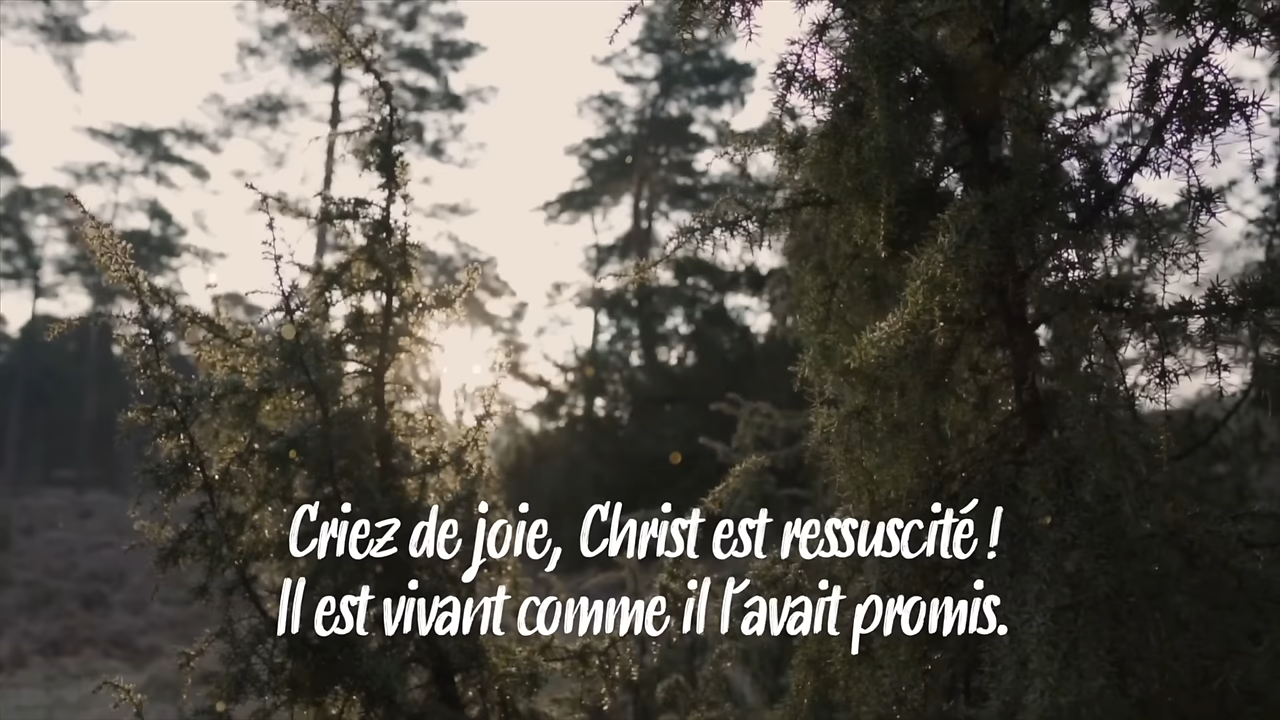 Criez de joie, Christ est ressuscité !
Il est vivant comme il l'avait promis.